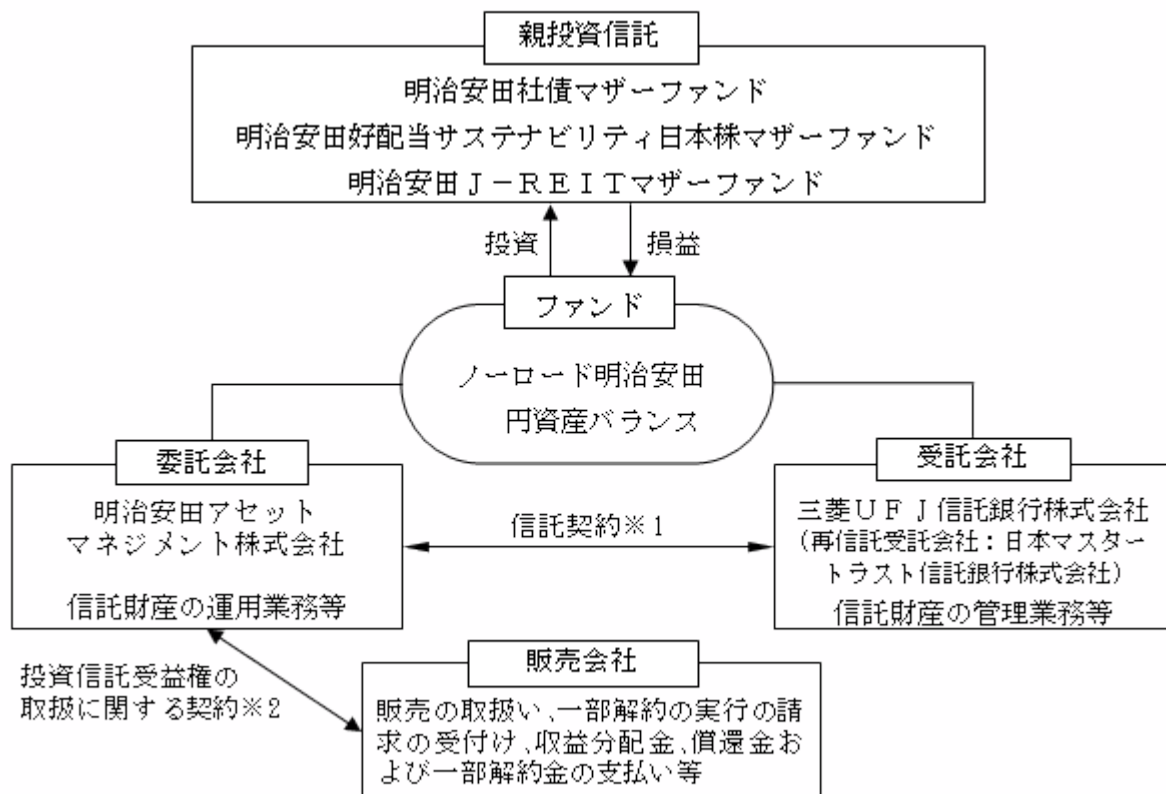 親投資信託
明治安田社債マザーファンド
明治安田好配当サステナビリティ日本株マザーファンド
明治安田Ｊ－ＲＥＩＴマザーファンド
投資
損益
ファンド
ノーロード明治安田
円資産バランス
委託会社
明治安田アセット
マネジメント株式会社
信託財産の運用業務等
信託契約※1
受託会社
三菱ＵＦＪ信託銀行株式会社
（再信託受託会社：日本マスター
トラスト信託銀行株式会社）
信託財産の管理業務等
投資信託受益権の
取扱に関する契約※2
販売会社
販売の取扱い、一部解約の実行の請
求の受付け、収益分配金、償還金お
よび一部解約金の支払い等